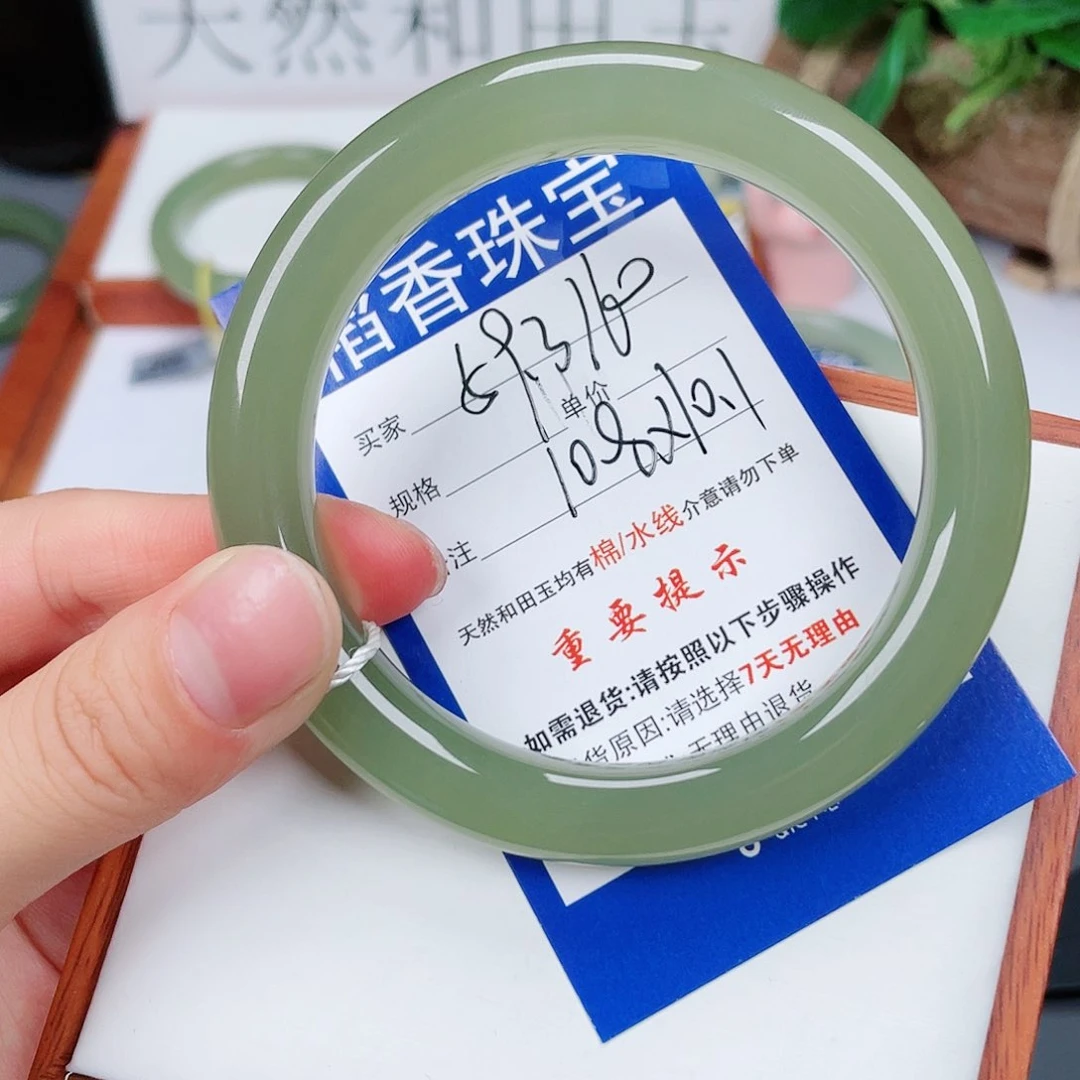 天然和田玉
稻香珠宝
买家
单价
规格
10.8x10.1
注
天然和田玉均有棉/水线介意请勿下单
重要提示
如需退货:请按照以下步骤操作
货原因:请选择7天无理由
无理由退货